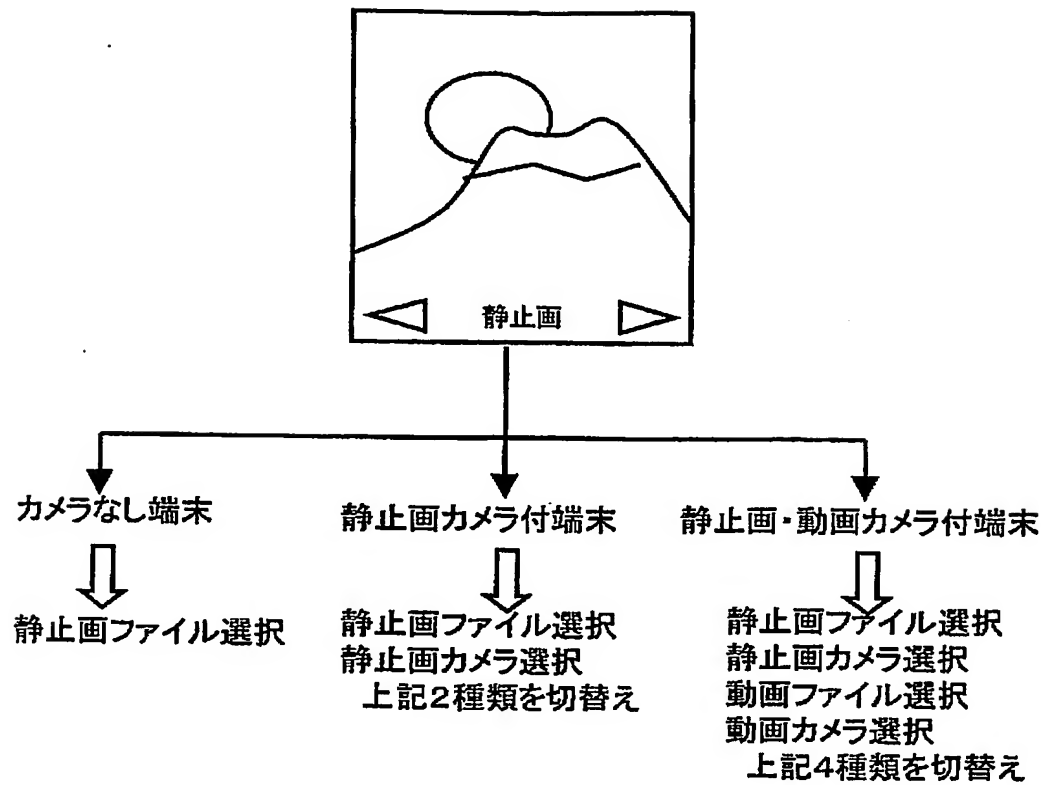 静止画
カメラなし端末
静止画ファイル選択
静止画カメラ付端末
静止画ファイル選択
静止画カメラ選択
上記2種類を切替え
静止画・動画カメラ付端末
静止画ファイル選択
静止画カメラ選択
動画ファイル選択
動画カメラ選択
上記4種類を切替え